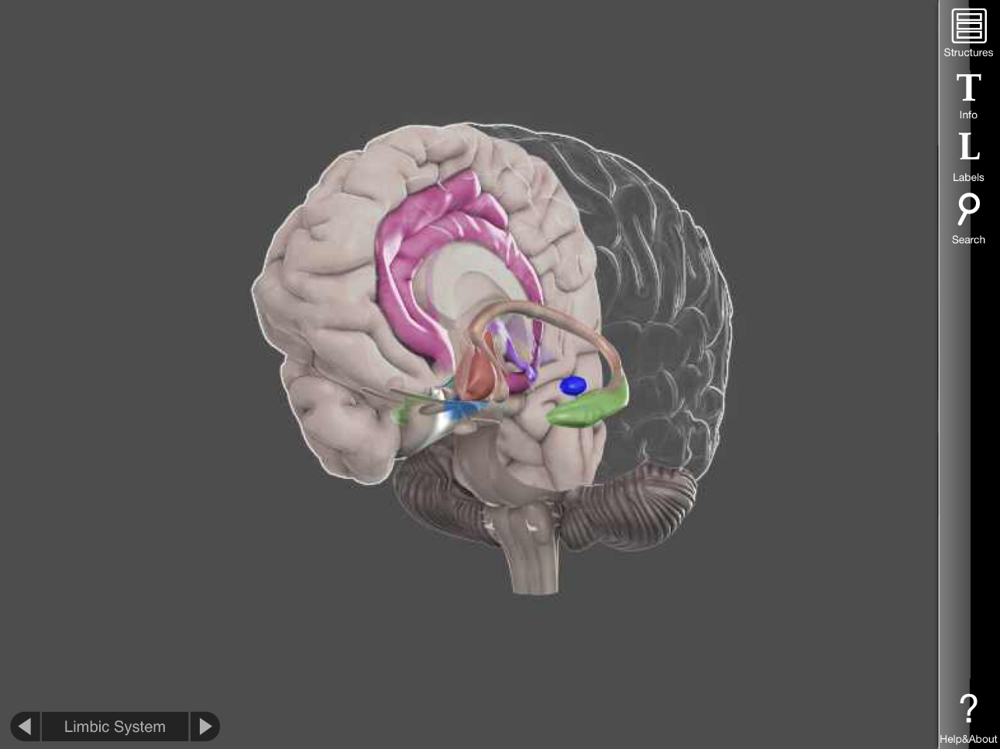 Structures
T
Info
L
Labels
Search
Limbic System
?
Help&About